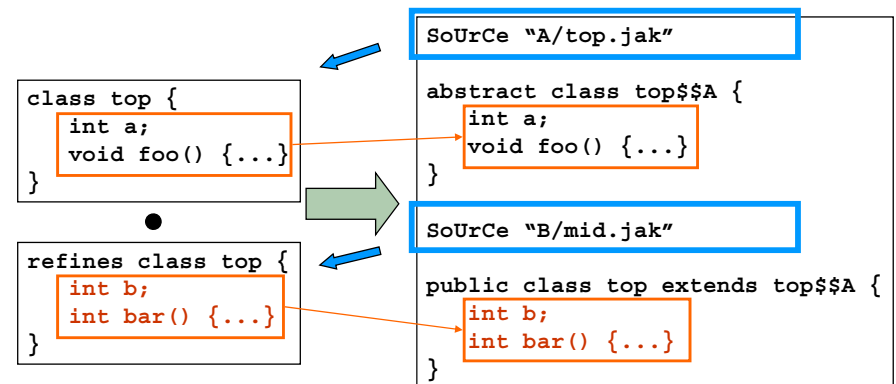 class top {
int a;
void foo() {...}
}
refines class top {
int b;
int bar() {...}
}
SoUrCe “A/top.jak”
abstract class top$$A {
int a;
void foo() {...}
}
SoUrCe “B/mid.jak”
public class top extends top$$A {
int b;
int bar() {...}
}